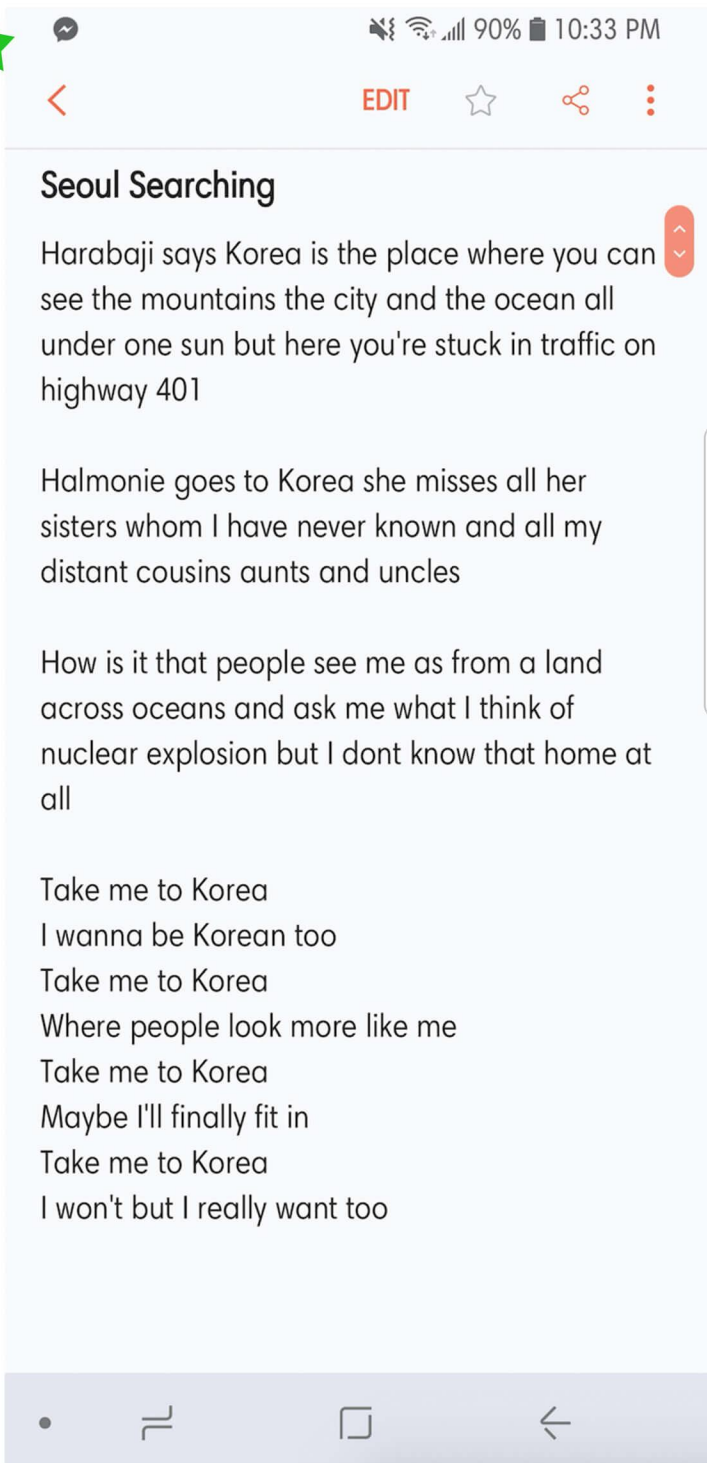 90% 10:33 PM
EDIT
Seoul Searching
Harabaji says Korea is the place where you can
see the mountains the city and the ocean all
under one sun but here you're stuck in traffic on
highway 401
Halmonie goes to Korea she misses all her
sisters whom I have never known and all my
distant cousins aunts and uncles
How is it that people see me as from a land
across oceans and ask me what I think of
nuclear explosion but I dont know that home at
all
Take me to Korea
I wanna be Korean too
Take me to Korea
Where people look more like me
Take me to Korea
Maybe I'll finally fit in
Take me to Korea
I won't but I really want too